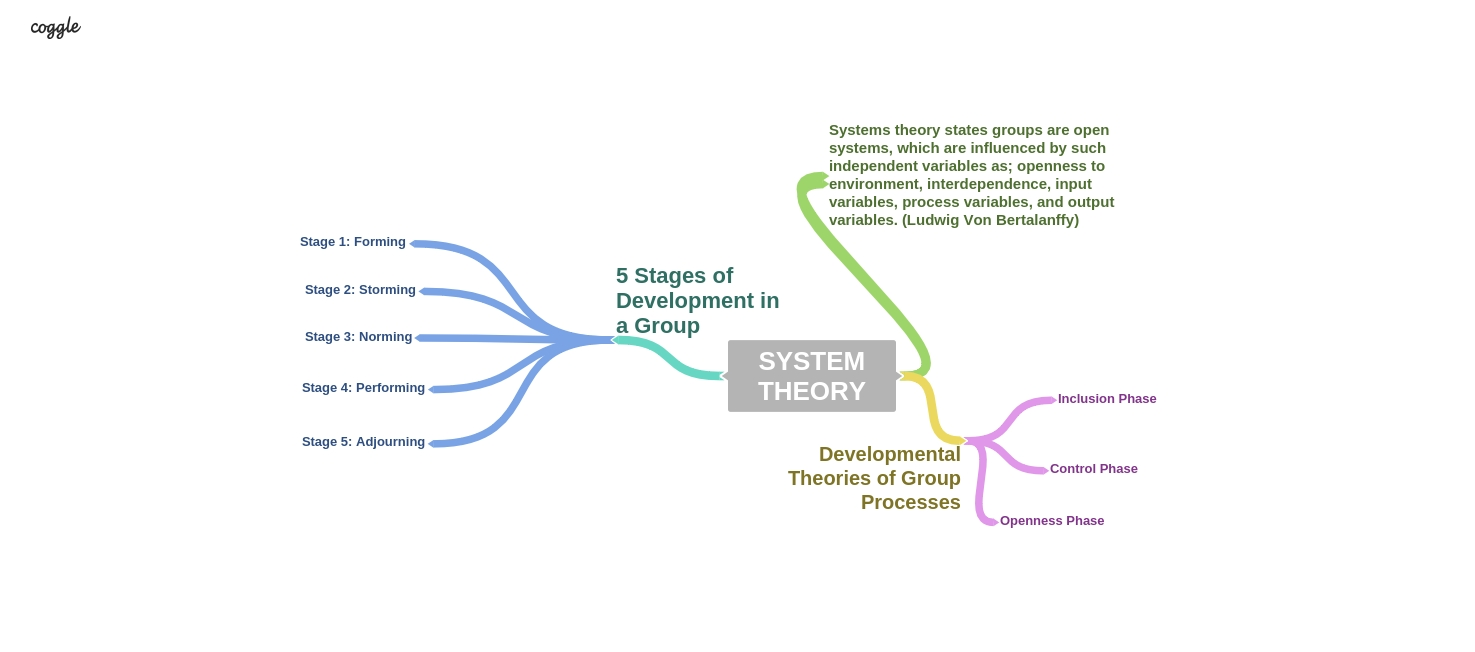 coggle
Systems theory states groups are open
systems, which are influenced by such
independent variables as; openness to
environment, interdependence, input
variables, process variables, and output
variables. (Ludwig Von Bertalanffy)
Stage 1: Forming
Stage 2: Storming
Stage 3: Norming
Stage 4: Performing
Stage 5: Adjourning
5 Stages of
Development in
a Group
SYSTEM
THEORY
Developmental
Theories of Group
Processes
Inclusion Phase
Control Phase
Openness Phase